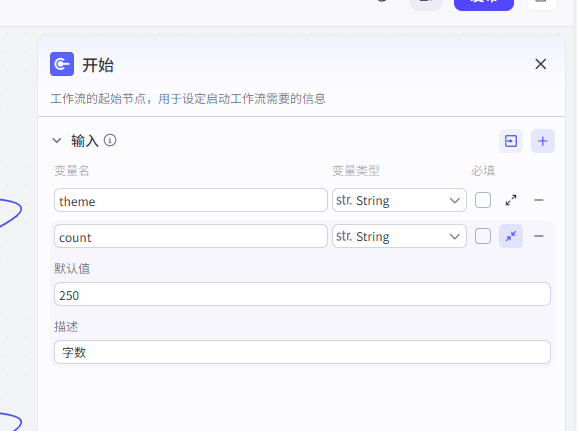 开始
工作流的起始节点，用于设定启动工作流需要的信息
输入
变量名 变量类型 必填
theme str. String
count str. String
默认值
250
描述
字数